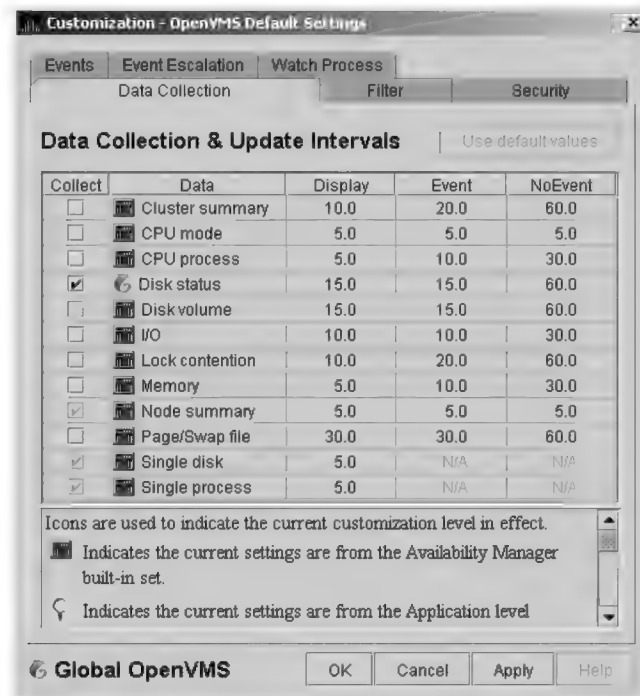 Customization - OpenVMS Default Settings
Events Event Escalation Watch Process
Data Collection Filter Security
Data Collection & Update Intervals Use default values
Collect Data Display Event NoEvent
Cluster summary 10.0 20.0 60.0
CPU mode 5.0 5.0 5.0
CPU process 5.0 10.0 30.0
Disk status 15.0 15.0 60.0
Disk volume 15.0 15.0 60.0
I/O 10.0 10.0 30.0
Lock contention 10.0 20.0 60.0
Memory 5.0 10.0 30.0
Node summary 5.0 5.0 5.0
Page/Swap file 30.0 30.0 60.0
Single disk 5.0 N/A N/A
Single process 5.0 N/A N/A
Icons are used to indicate the current customization level in effect.
Indicates the current settings are from the Availability Manager
built-in set.
Indicates the current settings are from the Application level
Global OpenVMS OK Cancel Apply Help